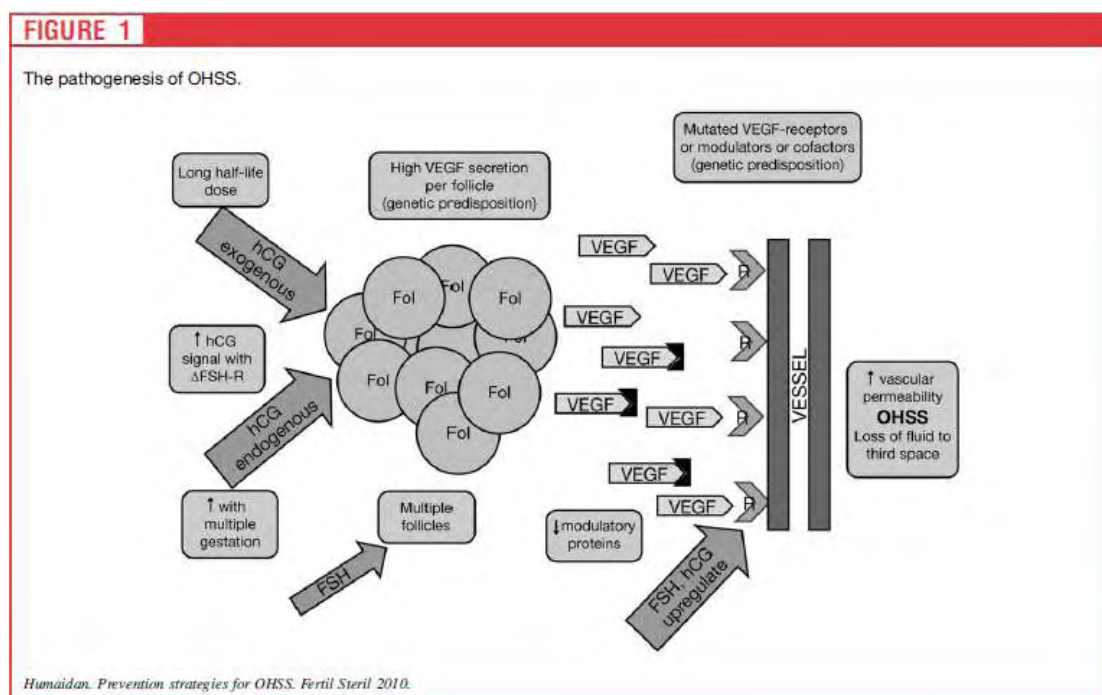 FIGURE 1
The pathogenesis of OHSS.
Long half-life
dose
hCG
exogenous
↑ hCG
signal with
ΔFSH-R
hCG
endogenous
↑ with
multiple
gestation
High VEGF secretion
per follicle
(genetic predisposition)
Fol
Fol
Fol
Fol
Fol
Fol
Fol
Fol
Fol
Multiple
follicles
FSH
Mutated VEGF-receptors
or modulators or cofactors
(genetic predisposition)
VEGF
VEGF
VEGF
VEGF
VEGF
VEGF
VEGF
VEGF
R
R
R
R
↓modulatory
proteins
FSH, hCG
upregulate
VESSEL
↑ vascular
permeability
OHSS
Loss of fluid to
third space
Humaidan. Prevention strategies for OHSS. Fertil Steril 2010.